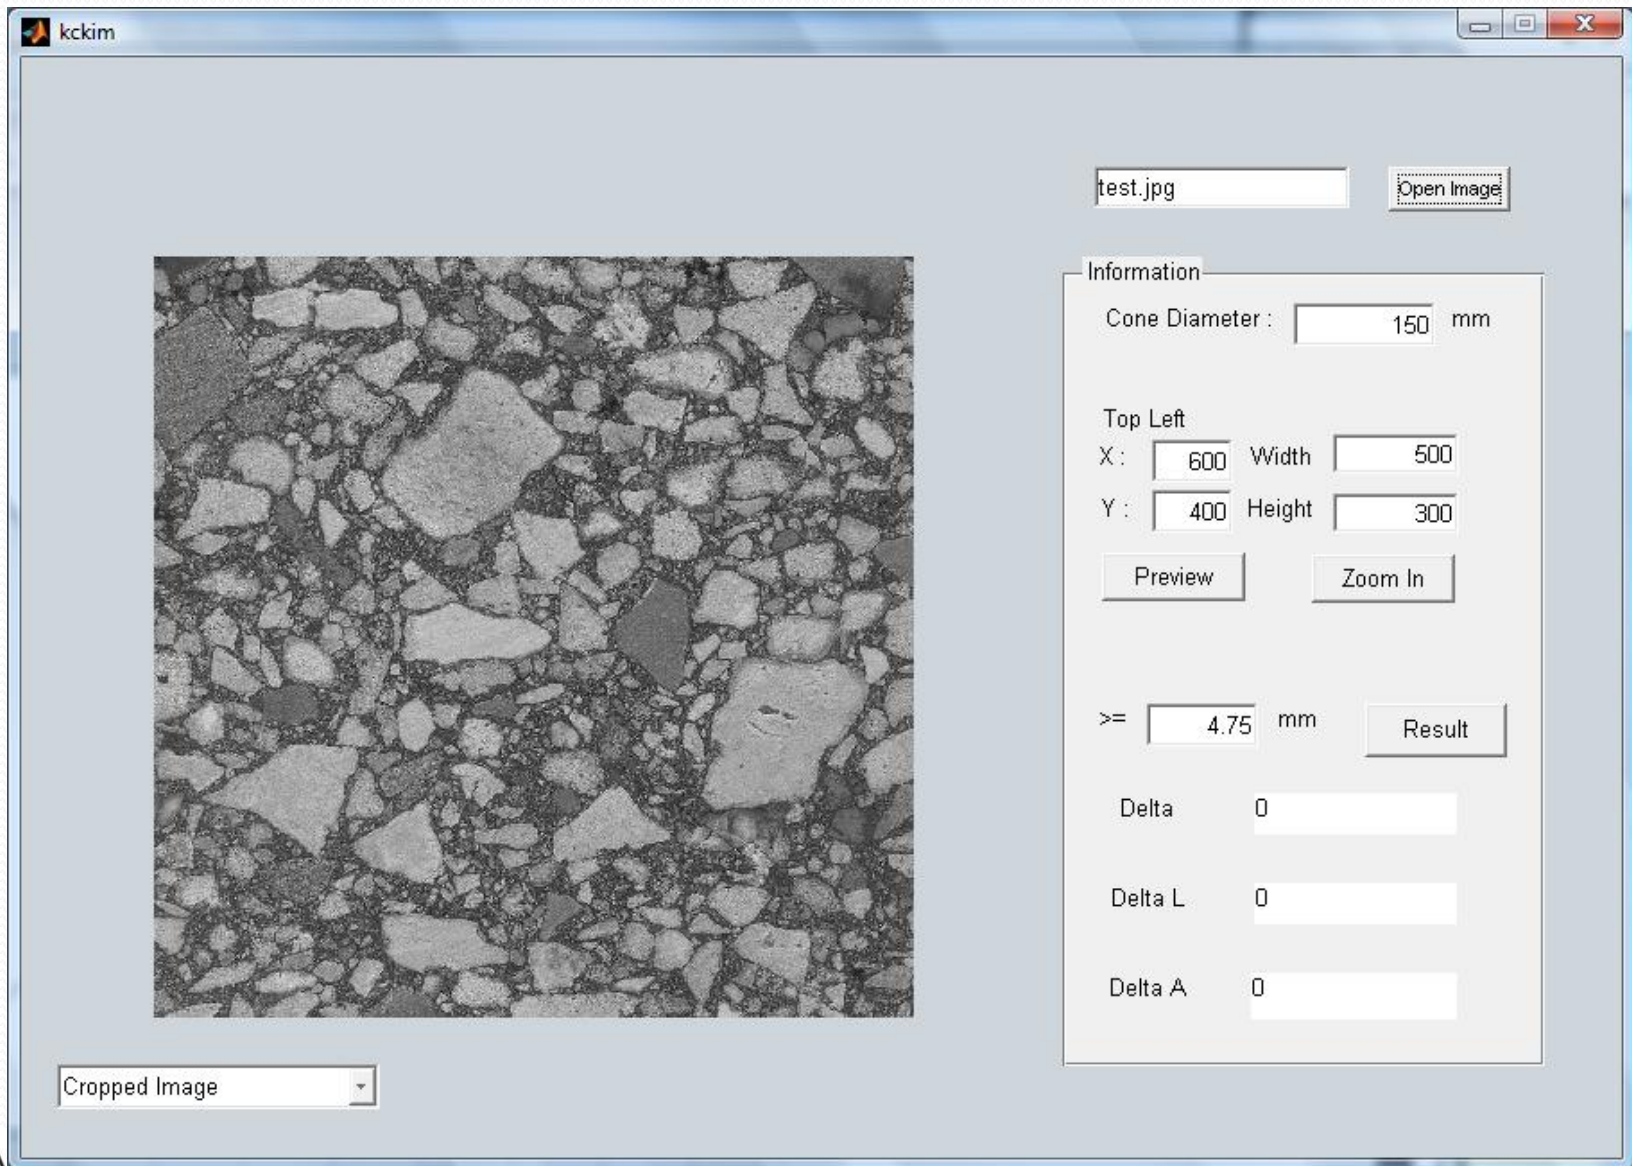 kckim
test.jpg
Open Image
Information
Cone Diameter : 150 mm
Top Left
X : 600 Width 500
Y : 400 Height 300
Preview Zoom In
>= 4.75 mm Result
Delta 0
Delta L 0
Delta A 0
Cropped Image